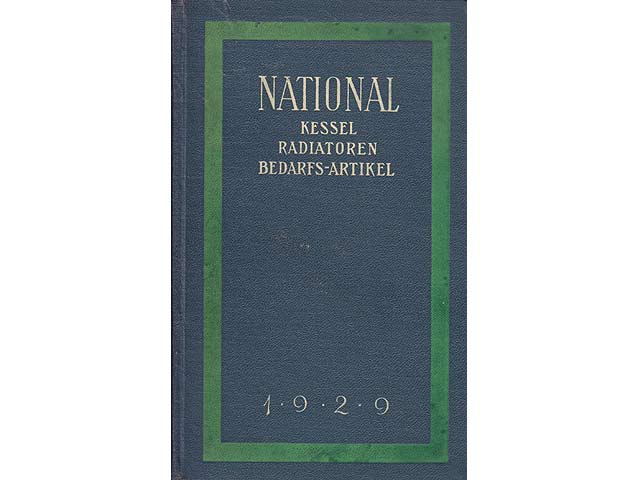 NATIONAL
KESSEL
RADIATOREN
BEDARFS-ARTIKEL
1·9·2·9